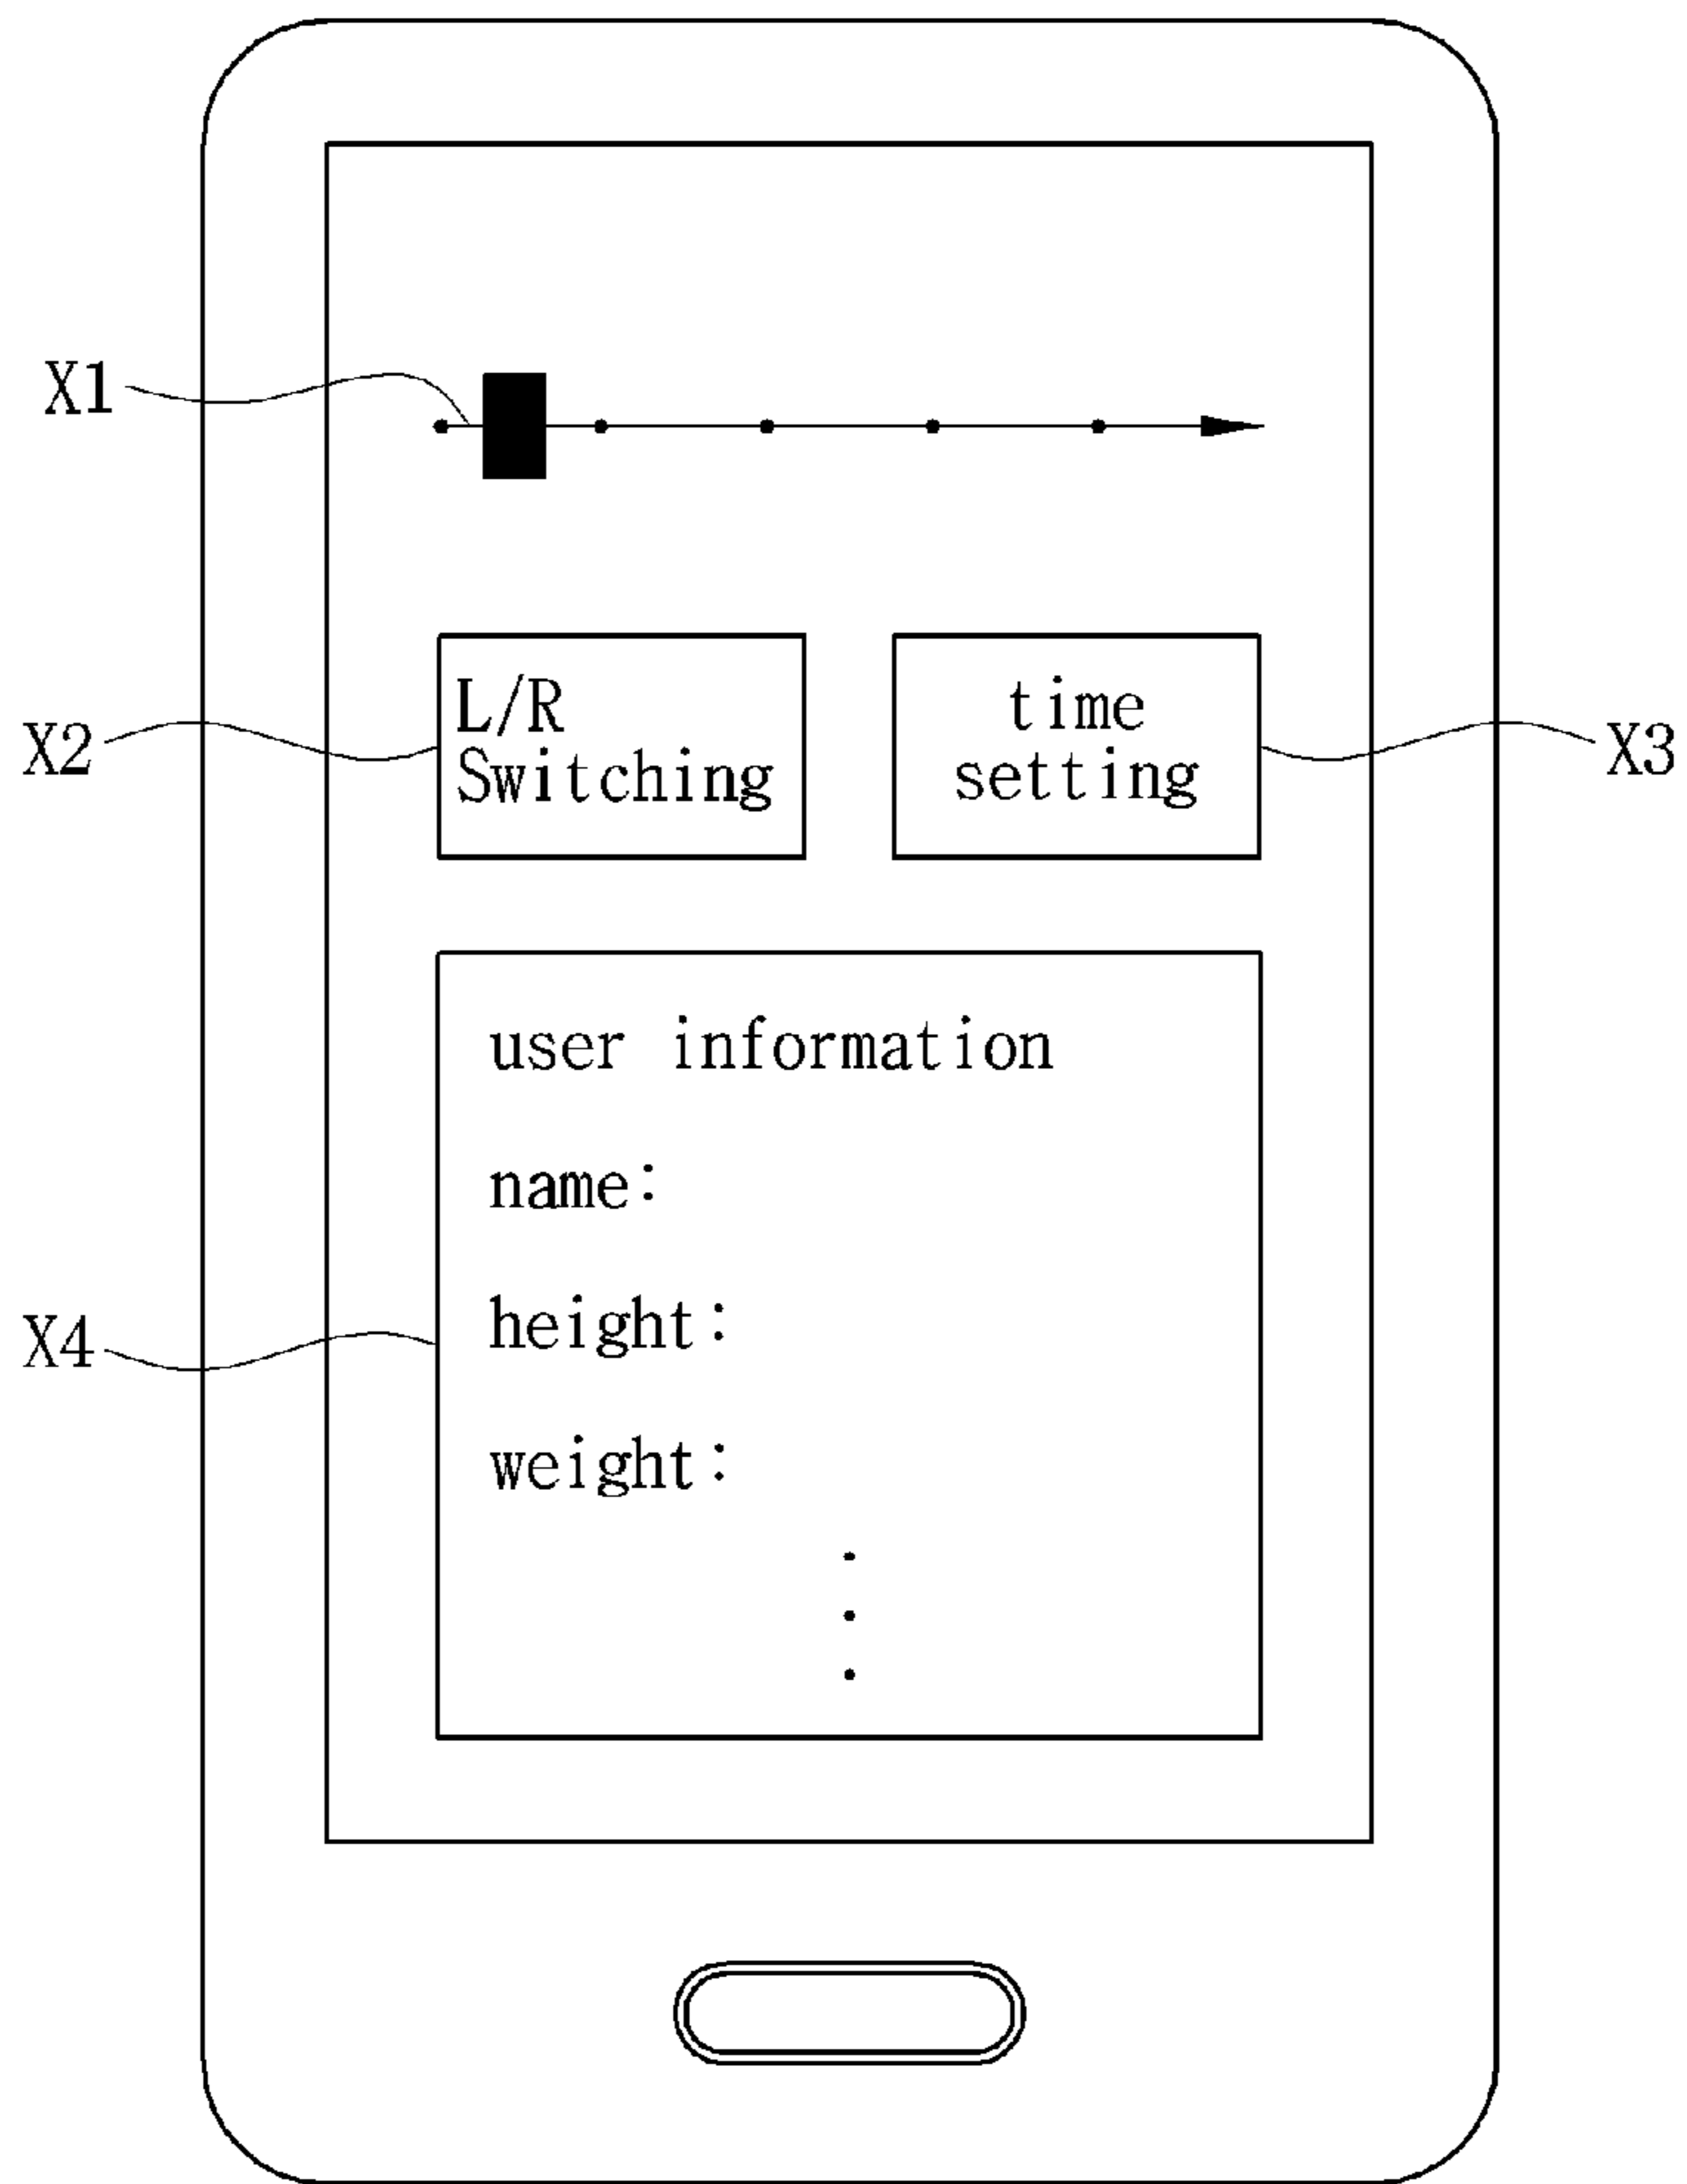 X1
L/R
Switching
time
setting
X2
X3
user information
name:
height:
X4
weight: